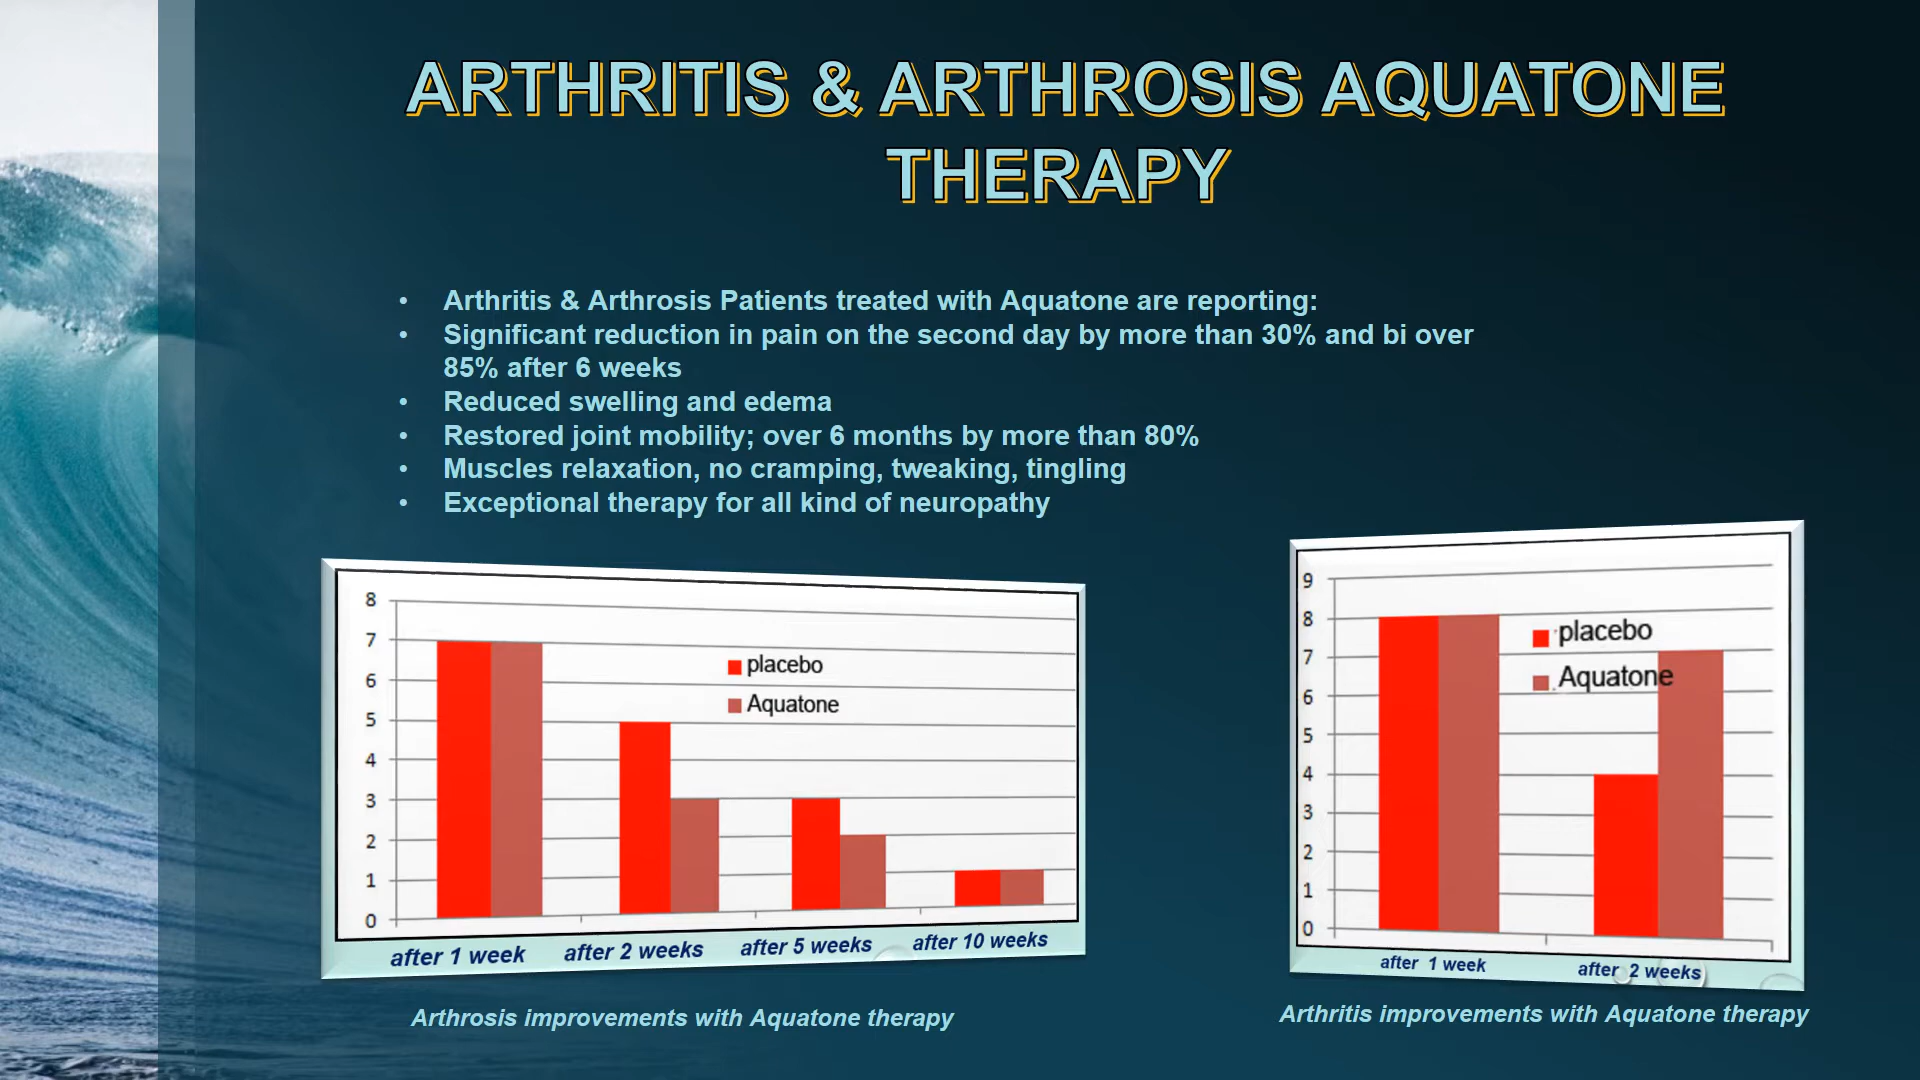 ARTHRITIS & ARTHROSIS AQUATONE
THERAPY
• Arthritis & Arthrosis Patients treated with Aquatone are reporting:
• Significant reduction in pain on the second day by more than 30% and bi over
85% after 6 weeks
• Reduced swelling and edema
• Restored joint mobility; over 6 months by more than 80%
• Muscles relaxation, no cramping, tweaking, tingling
• Exceptional therapy for all kind of neuropathy
8
7
6
5
4
3
2
1
0
placebo
Aquatone
after 1 week after 2 weeks after 5 weeks after 10 weeks
Arthrosis improvements with Aquatone therapy
9
8
7
6
5
4
3
2
1
0
placebo
Aquatone
after 1 week after 2 weeks
Arthritis improvements with Aquatone therapy